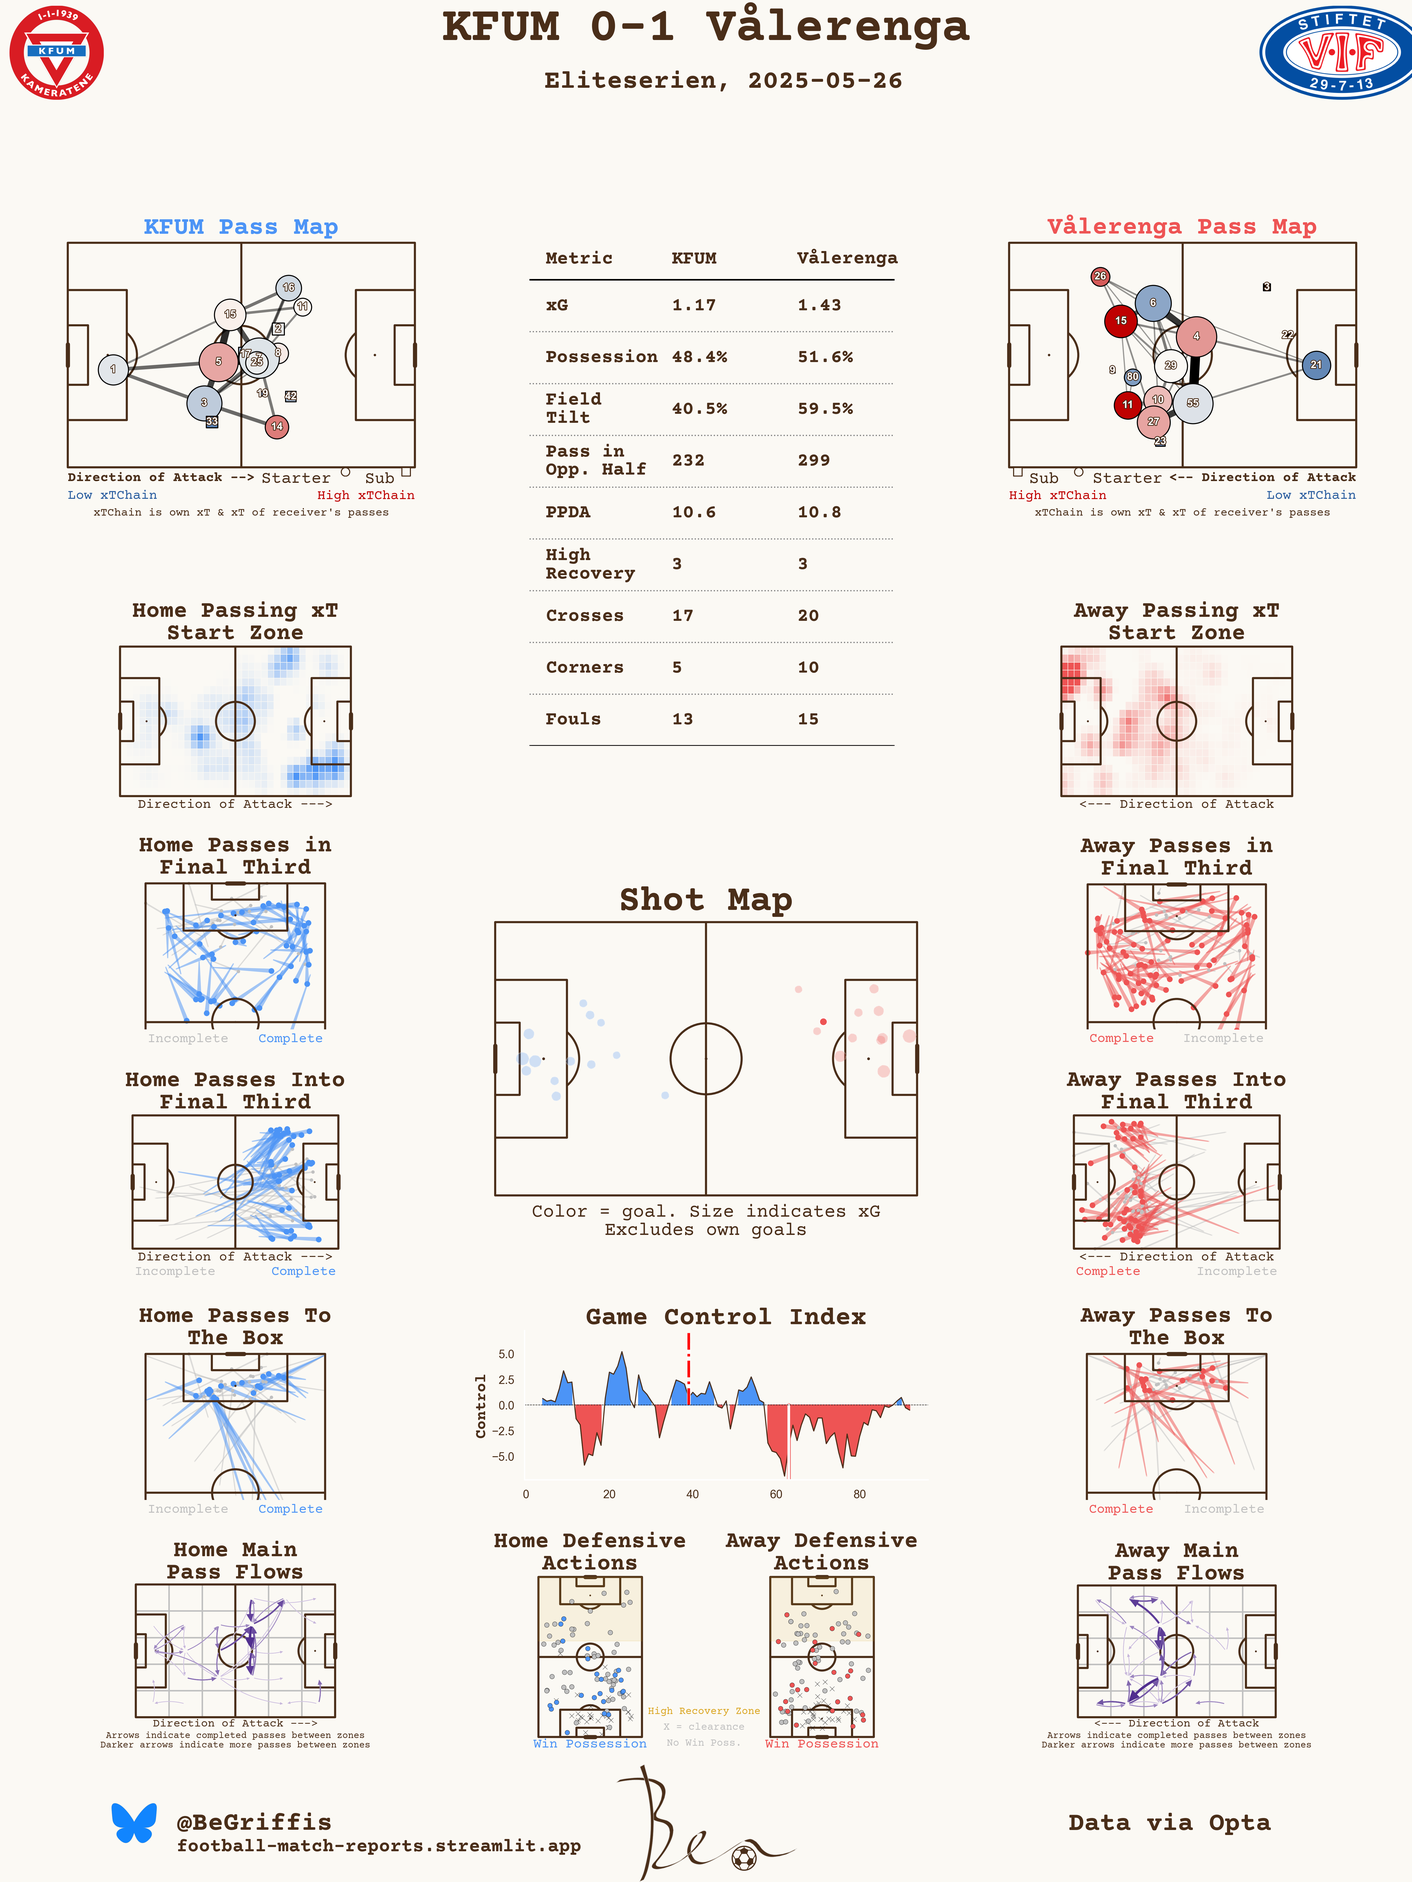 KFUM 0-1 Vålerenga
Eliteserien, 2025-05-26
1-1-1939
KFUM
KAMERATENE
STIFTET
V·I·F
29-7-13
KFUM Pass Map
1
15
5
3
33
16
11
2
8
17
25
19
42
14
Direction of Attack --> Starter Sub
Low xTChain High xTChain
xTChain is own xT & xT of receiver's passes
Metric KFUM Vålerenga
xG 1.17 1.43
Possession 48.4% 51.6%
Field
Tilt 40.5% 59.5%
Pass in
Opp. Half 232 299
PPDA 10.6 10.8
High
Recovery 3 3
Crosses 17 20
Corners 5 10
Fouls 13 15
Vålerenga Pass Map
26
6
15
4
3
22
21
29
9
80
11
10
55
27
23
Sub Starter <-- Direction of Attack
High xTChain Low xTChain
xTChain is own xT & xT of receiver's passes
Home Passing xT
Start Zone
Direction of Attack --->
Away Passing xT
Start Zone
<--- Direction of Attack
Home Passes in
Final Third
Incomplete Complete
Away Passes in
Final Third
Complete Incomplete
Shot Map
Color = goal. Size indicates xG
Excludes own goals
Home Passes Into
Final Third
Direction of Attack --->
Incomplete Complete
Away Passes Into
Final Third
<--- Direction of Attack
Complete Incomplete
Home Passes To
The Box
Incomplete Complete
Game Control Index
Control
5.0
2.5
0.0
−2.5
−5.0
0 20 40 60 80
Away Passes To
The Box
Complete Incomplete
Home Main
Pass Flows
Direction of Attack --->
Arrows indicate completed passes between zones
Darker arrows indicate more passes between zones
Home Defensive
Actions
Win Possession
High Recovery Zone
X = clearance
No Win Poss.
Away Defensive
Actions
Win Possession
Away Main
Pass Flows
<--- Direction of Attack
Arrows indicate completed passes between zones
Darker arrows indicate more passes between zones
@BeGriffis
football-match-reports.streamlit.app
Ben
Data via Opta